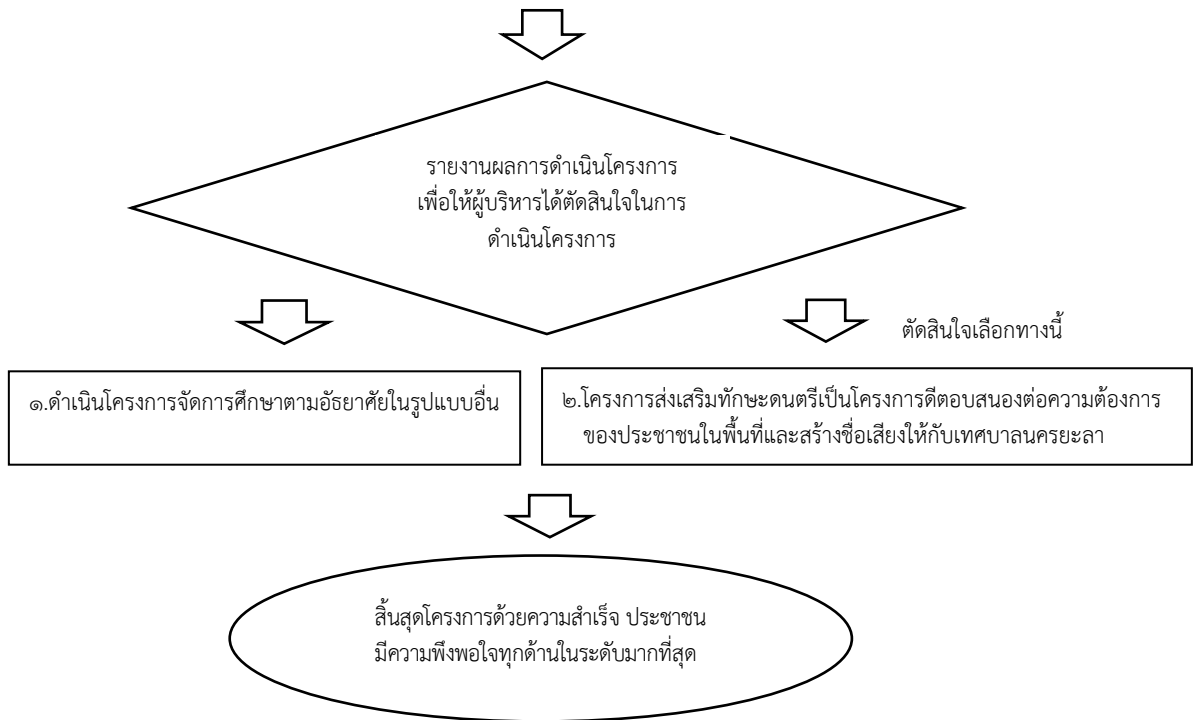 รายงานผลการดำเนินโครงการ
เพื่อให้ผู้บริหารได้ตัดสินใจในการ
ดำเนินโครงการ
ตัดสินใจเลือกทางนี้
๑.ดำเนินโครงการจัดการศึกษาตามอัธยาศัยในรูปแบบอื่น
๒.โครงการส่งเสริมทักษะดนตรีเป็นโครงการดีตอบสนองต่อความต้องการ
ของประชาชนในพื้นที่และสร้างชื่อเสียงให้กับเทศบาลนครยะลา
สิ้นสุดโครงการด้วยความสำเร็จ ประชาชน
มีความพึงพอใจทุกด้านในระดับมากที่สุด